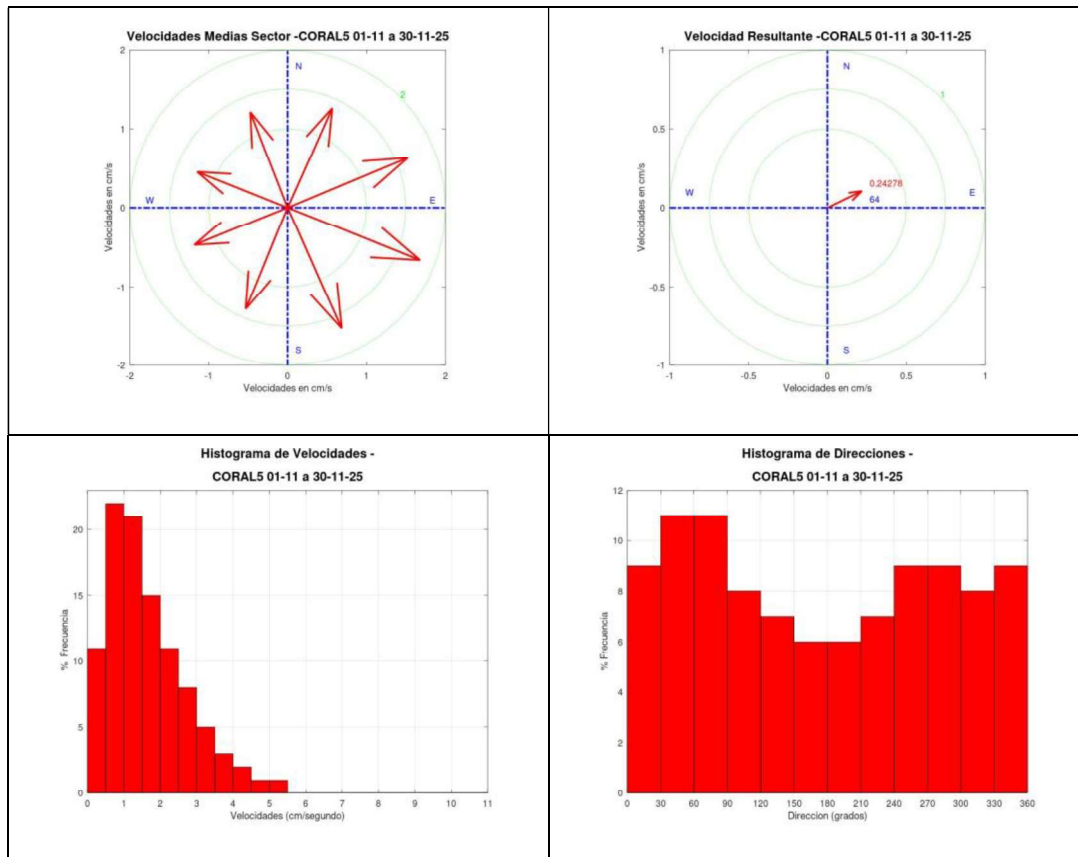 Velocidades Medias Sector -CORAL5 01-11 a 30-11-25
2
N
2
1
W
E
0
-1
S
-2
-2
-1
0
1
2
Velocidades en cm/s
Velocidades en cm/s
Velocidad Resultante -CORAL5 01-11 a 30-11-25
1
N
1
0.5
0.24278
W
E
64
0
-0.5
S
-1
-1
-0.5
0
0.5
1
Velocidades en cm/s
Velocidades en cm/s
Histograma de Velocidades -
CORAL5 01-11 a 30-11-25
20
15
10
5
0
% Frecuencia
0 1 2 3 4 5 6 7 8 9 10 11
Velocidades (cm/segundo)
Histograma de Direcciones -
CORAL5 01-11 a 30-11-25
12
10
8
6
4
2
0
% Frecuencia
0 30 60 90 120 150 180 210 240 270 300 330 360
Direccion (grados)